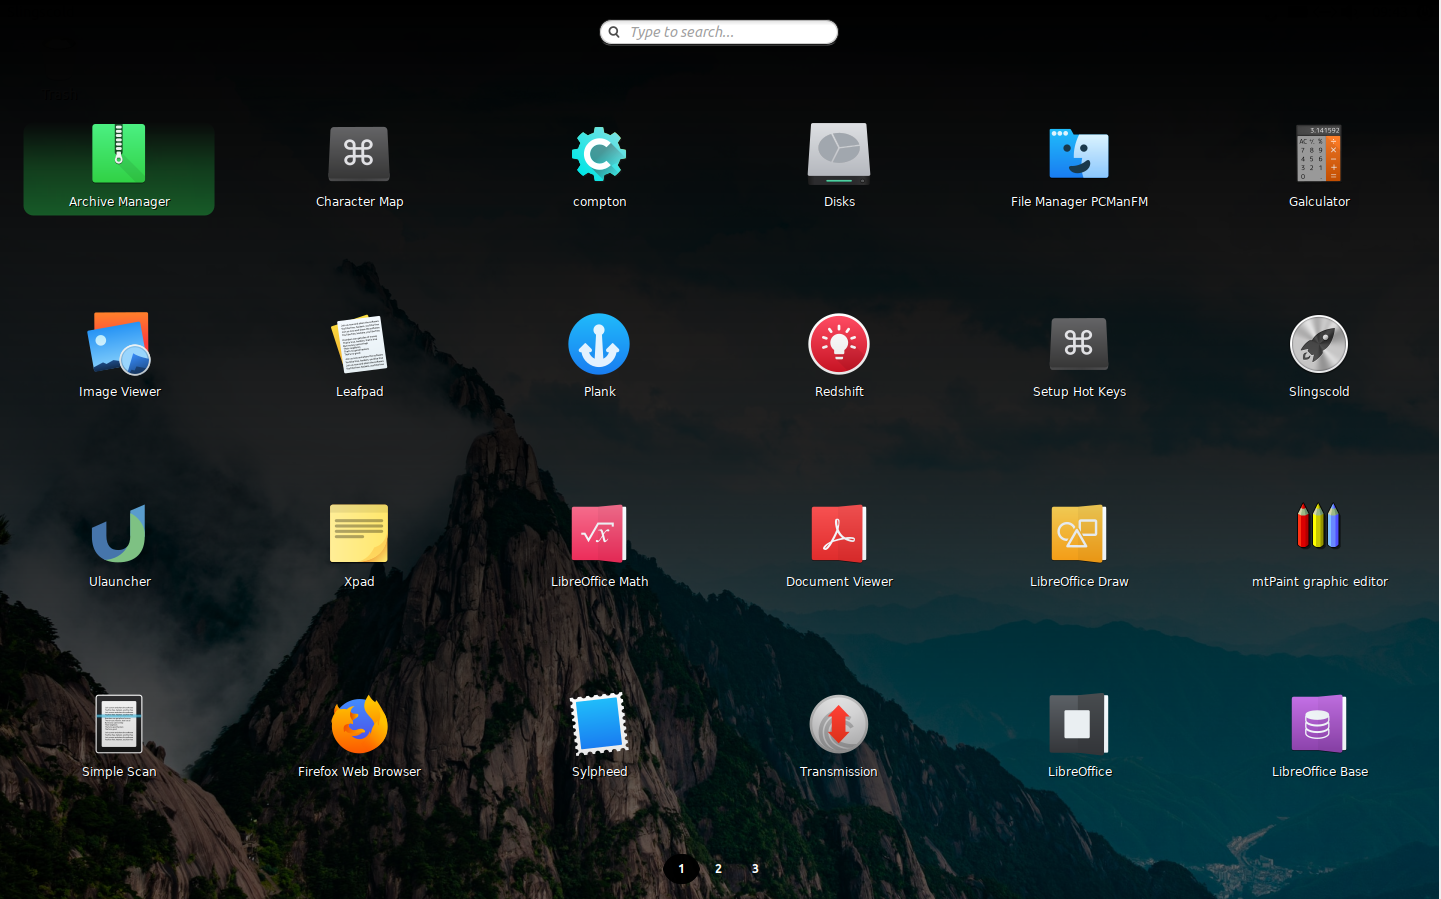 Type to search...
Archive Manager
Character Map
compton
Disks
File Manager PCManFM
Galculator
3.141592
Image Viewer
Leafpad
Plank
Redshift
Setup Hot Keys
Slingscold
Ulauncher
Xpad
LibreOffice Math
Document Viewer
LibreOffice Draw
mtPaint graphic editor
√x
Simple Scan
Firefox Web Browser
Sylpheed
Transmission
LibreOffice
LibreOffice Base
1 2 3